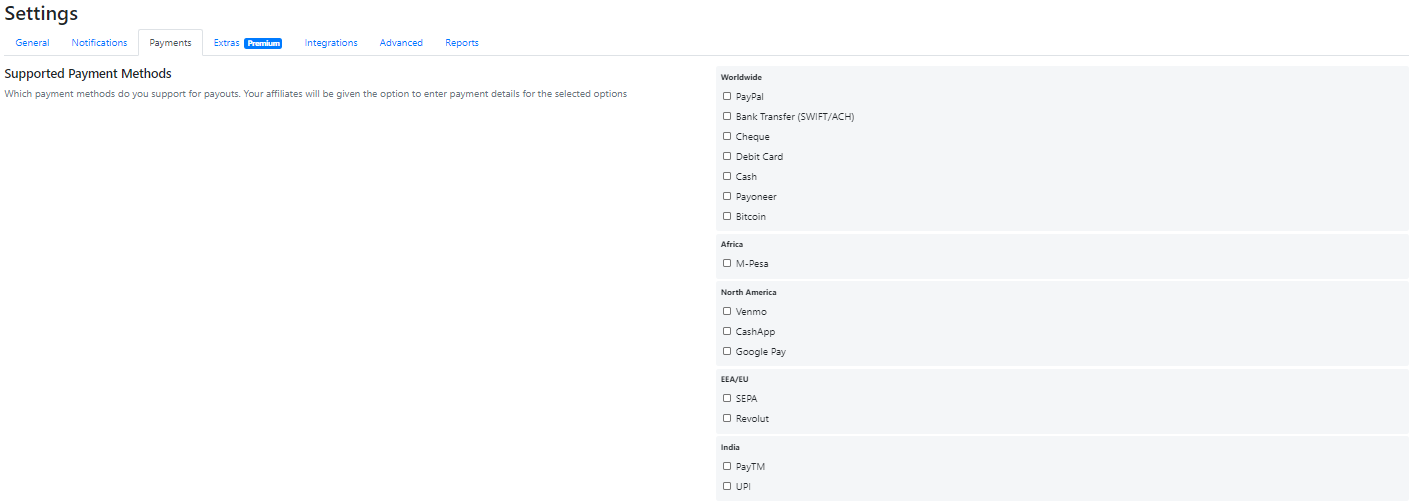 Settings
General Notifications Payments Extras Premium Integrations Advanced Reports
Supported Payment Methods
Which payment methods do you support for payouts. Your affiliates will be given the option to enter payment details for the selected options
Worldwide
PayPal
Bank Transfer (SWIFT/ACH)
Cheque
Debit Card
Cash
Payoneer
Bitcoin
Africa
M-Pesa
North America
Venmo
CashApp
Google Pay
EEA/EU
SEPA
Revolut
India
PayTM
UPI